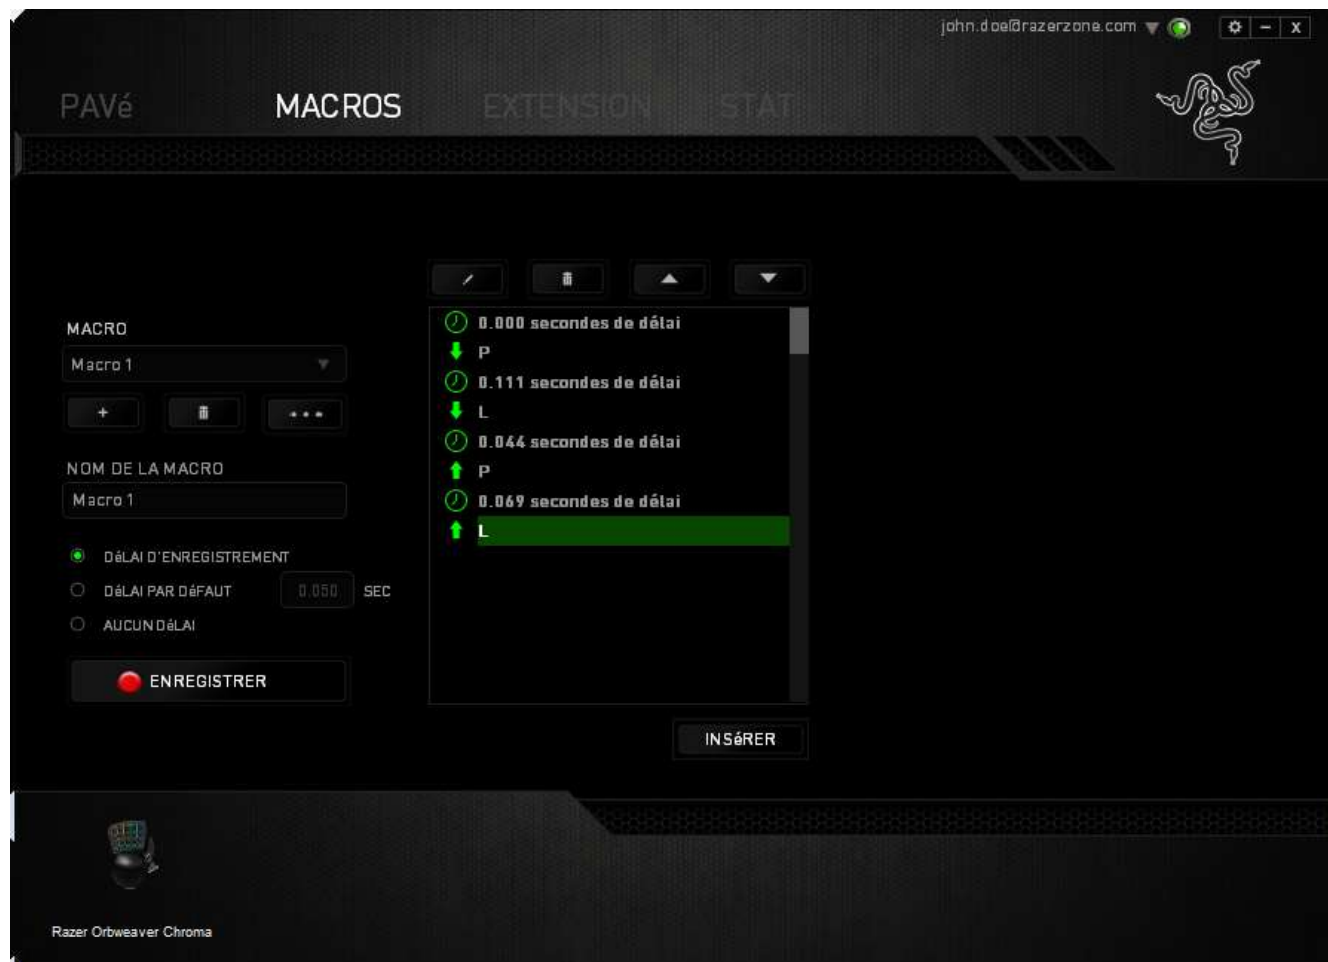 john.doe@razerzone.com
PAVé MACROS EXTENSION STAT
MACRO
Macro 1
NOM DE LA MACRO
Macro 1
DéLAI D'ENREGISTREMENT
DéLAI PAR DéFAUT 0.050 SEC
AUCUN DéLAI
ENREGISTRER
0.000 secondes de délai
P
0.111 secondes de délai
L
0.044 secondes de délai
P
0.069 secondes de délai
L
INSéRER
Razer Orbweaver Chroma